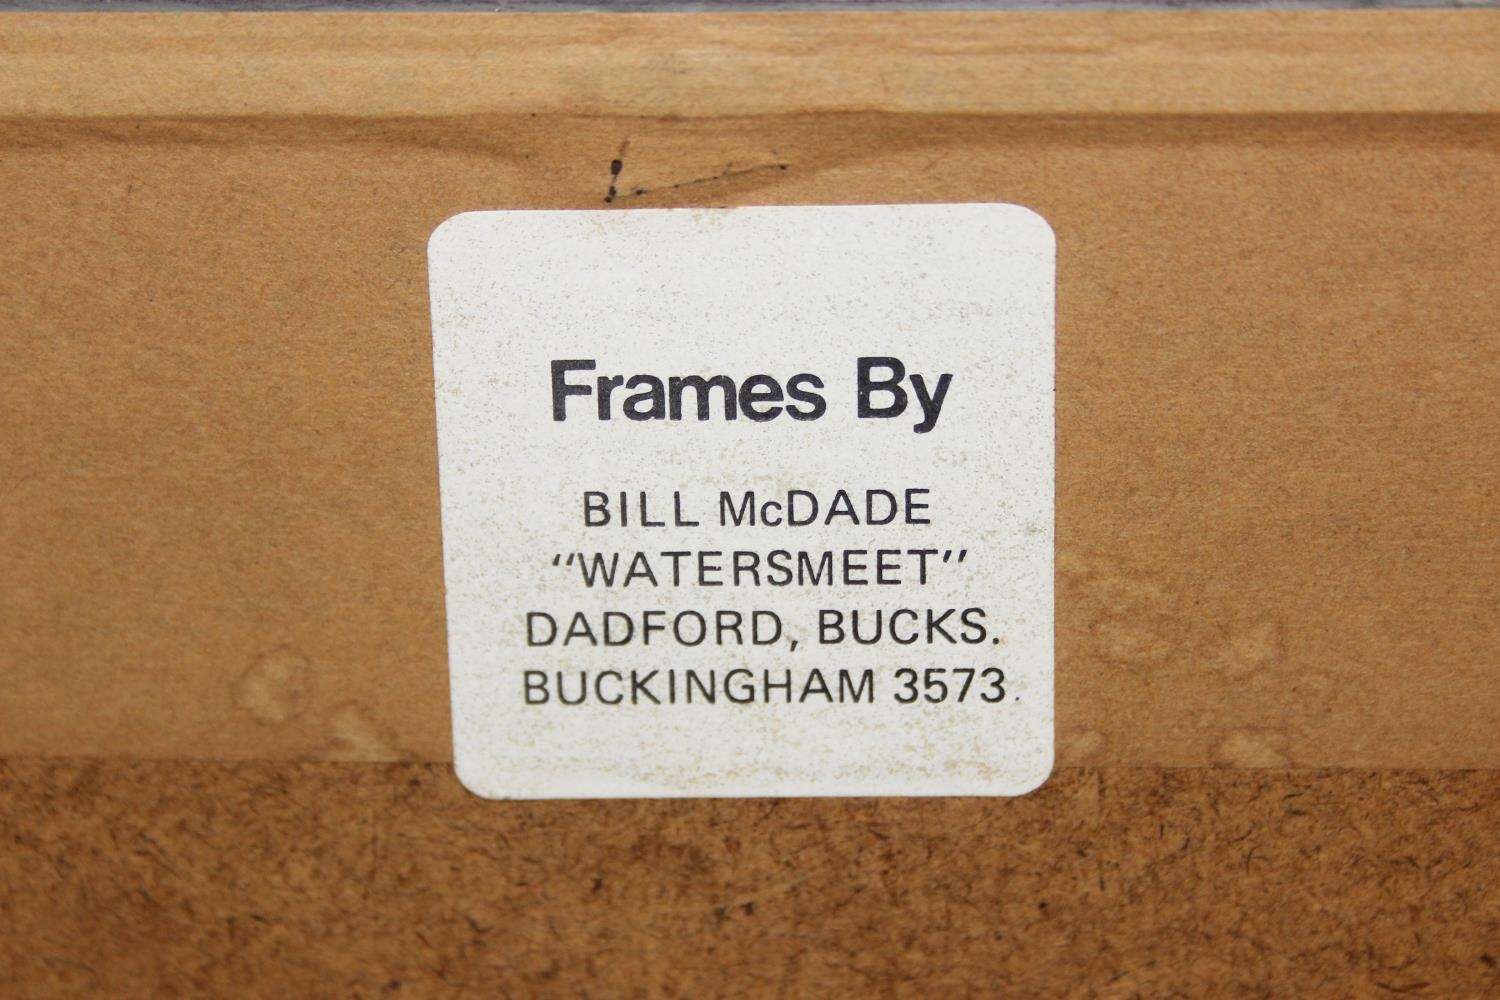 Frames By
BILL McDADE
“WATERSMEET”
DADFORD, BUCKS.
BUCKINGHAM 3573.